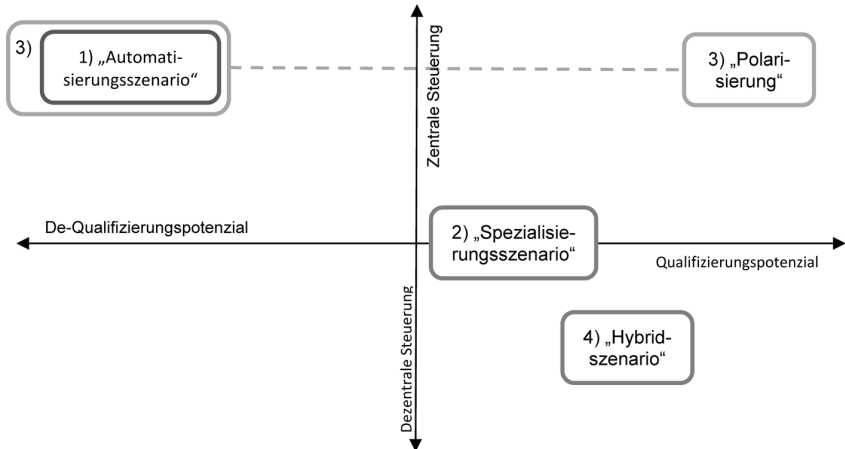 3)
1) „Automati-
sierungsszenario“
Zentrale Steuerung
3) „Polari-
sierung“
De-Qualifizierungspotenzial
2) „Spezialisie-
rungsszenario“
Qualifizierungspotenzial
Dezentrale Steuerung
4) „Hybrid-
szenario“